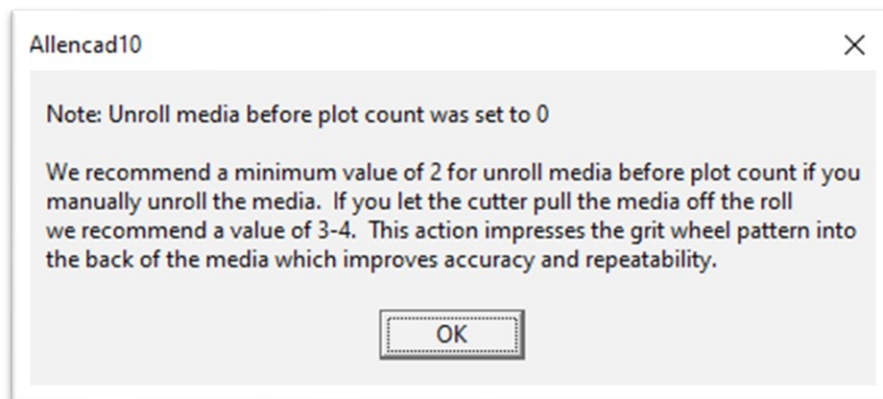 Allencad10
Note: Unroll media before plot count was set to 0
We recommend a minimum value of 2 for unroll media before plot count if you
manually unroll the media.  If you let the cutter pull the media off the roll
we recommend a value of 3-4.  This action impresses the grit wheel pattern into
the back of the media which improves accuracy and repeatability.
OK